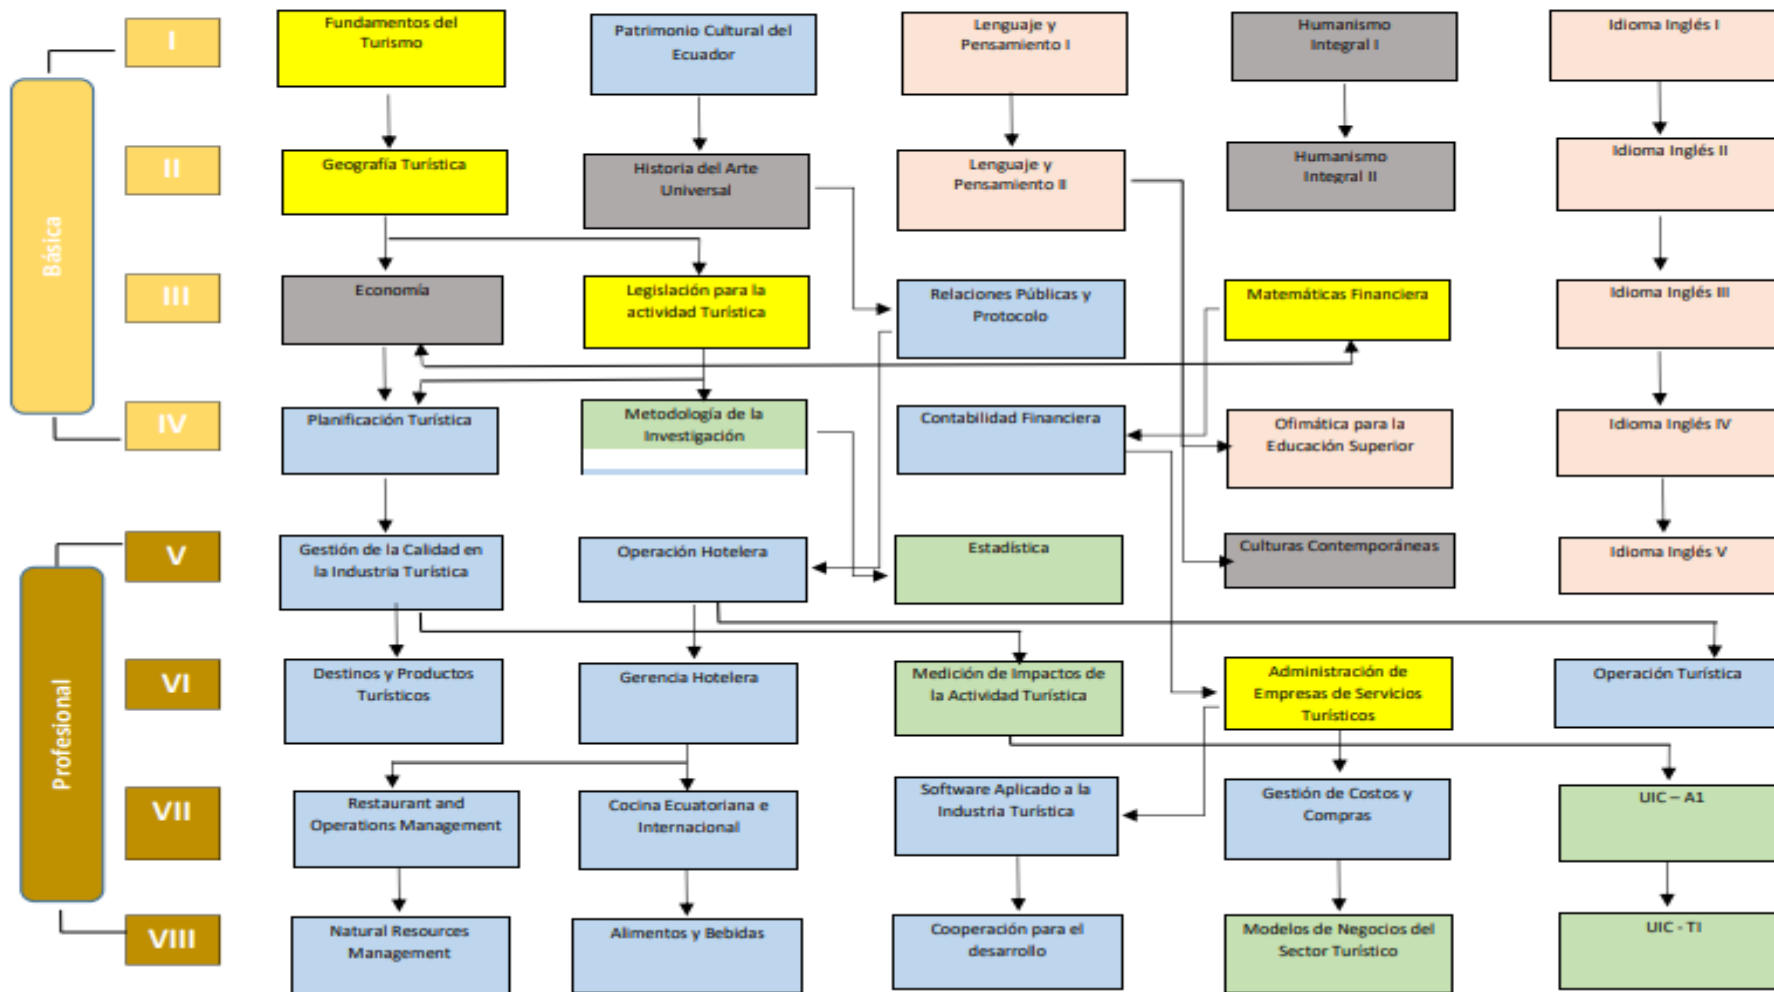 I
Fundamentos del
Turismo
Patrimonio Cultural del
Ecuador
Lenguaje y
Pensamiento I
Humanismo
Integral I
Idioma Inglés I
Básica
II
Geografía Turística
Historia del Arte
Universal
Lenguaje y
Pensamiento II
Humanismo
Integral II
Idioma Inglés II
III
Economía
Legislación para la
actividad Turística
Relaciones Públicas y
Protocolo
Matemáticas Financiera
Idioma Inglés III
IV
Planificación Turística
Metodología de la
Investigación
Contabilidad Financiera
Ofimática para la
Educación Superior
Idioma Inglés IV
V
Gestión de la Calidad en
la Industria Turística
Operación Hotelera
Estadística
Culturas Contemporáneas
Idioma Inglés V
Profesional
VI
Destinos y Productos
Turísticos
Gerencia Hotelera
Medición de Impactos de
la Actividad Turística
Administración de
Empresas de Servicios
Turísticos
Operación Turística
VII
Restaurant and
Operations Management
Cocina Ecuatoriana e
Internacional
Software Aplicado a la
Industria Turística
Gestión de Costos y
Compras
UIC – A1
VIII
Natural Resources
Management
Alimentos y Bebidas
Cooperación para el
desarrollo
Modelos de Negocios del
Sector Turístico
UIC - TI